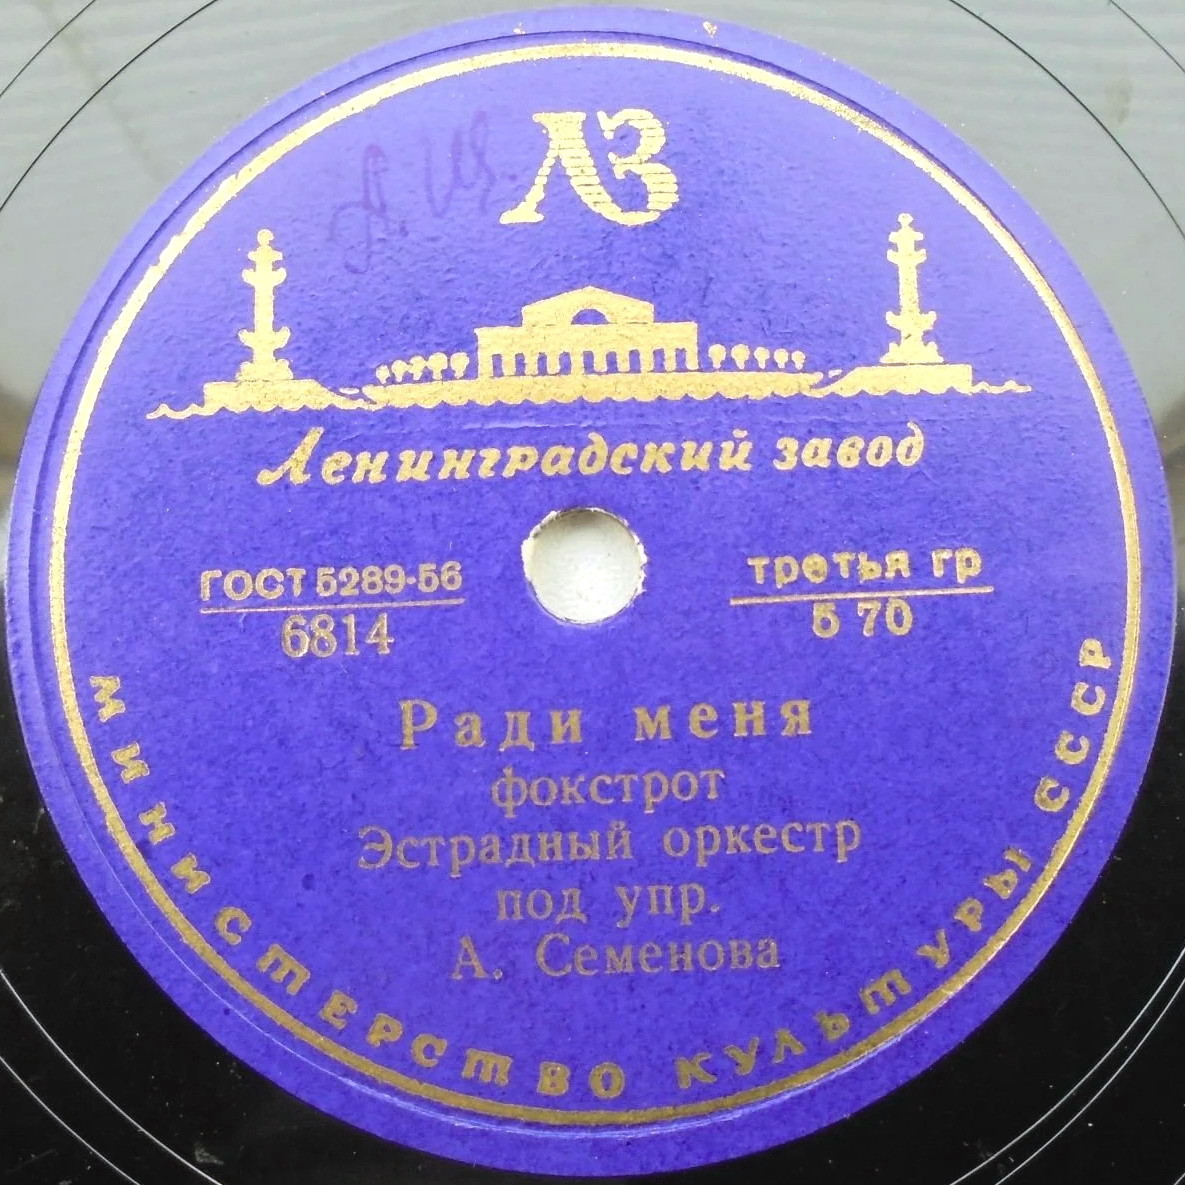 ЛЗ
Ленинградский завод
ГОСТ 5289-56
6814
третья гр
5 70
Ради меня
фокстрот
Эстрадный оркестр
под упр.
А. Семенова
МИНИСТЕРСТВО КУЛЬТУРЫ СССР